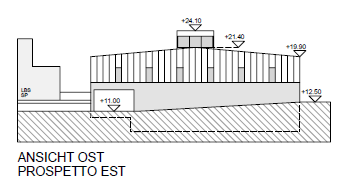 +24.10
+21.40
+19.90
LBS
SP
+11.00
+12.50
ANSICHT OST
PROSPETTO EST